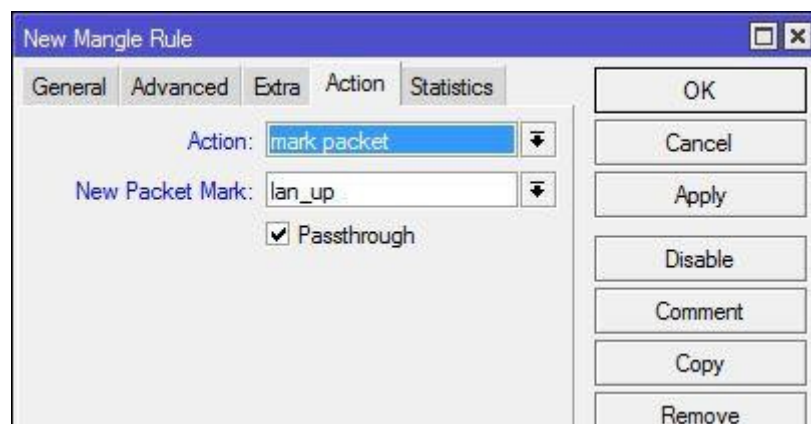 New Mangle Rule
General Advanced Extra Action Statistics
Action: mark packet
New Packet Mark: lan_up
Passthrough
OK
Cancel
Apply
Disable
Comment
Copy
Remove